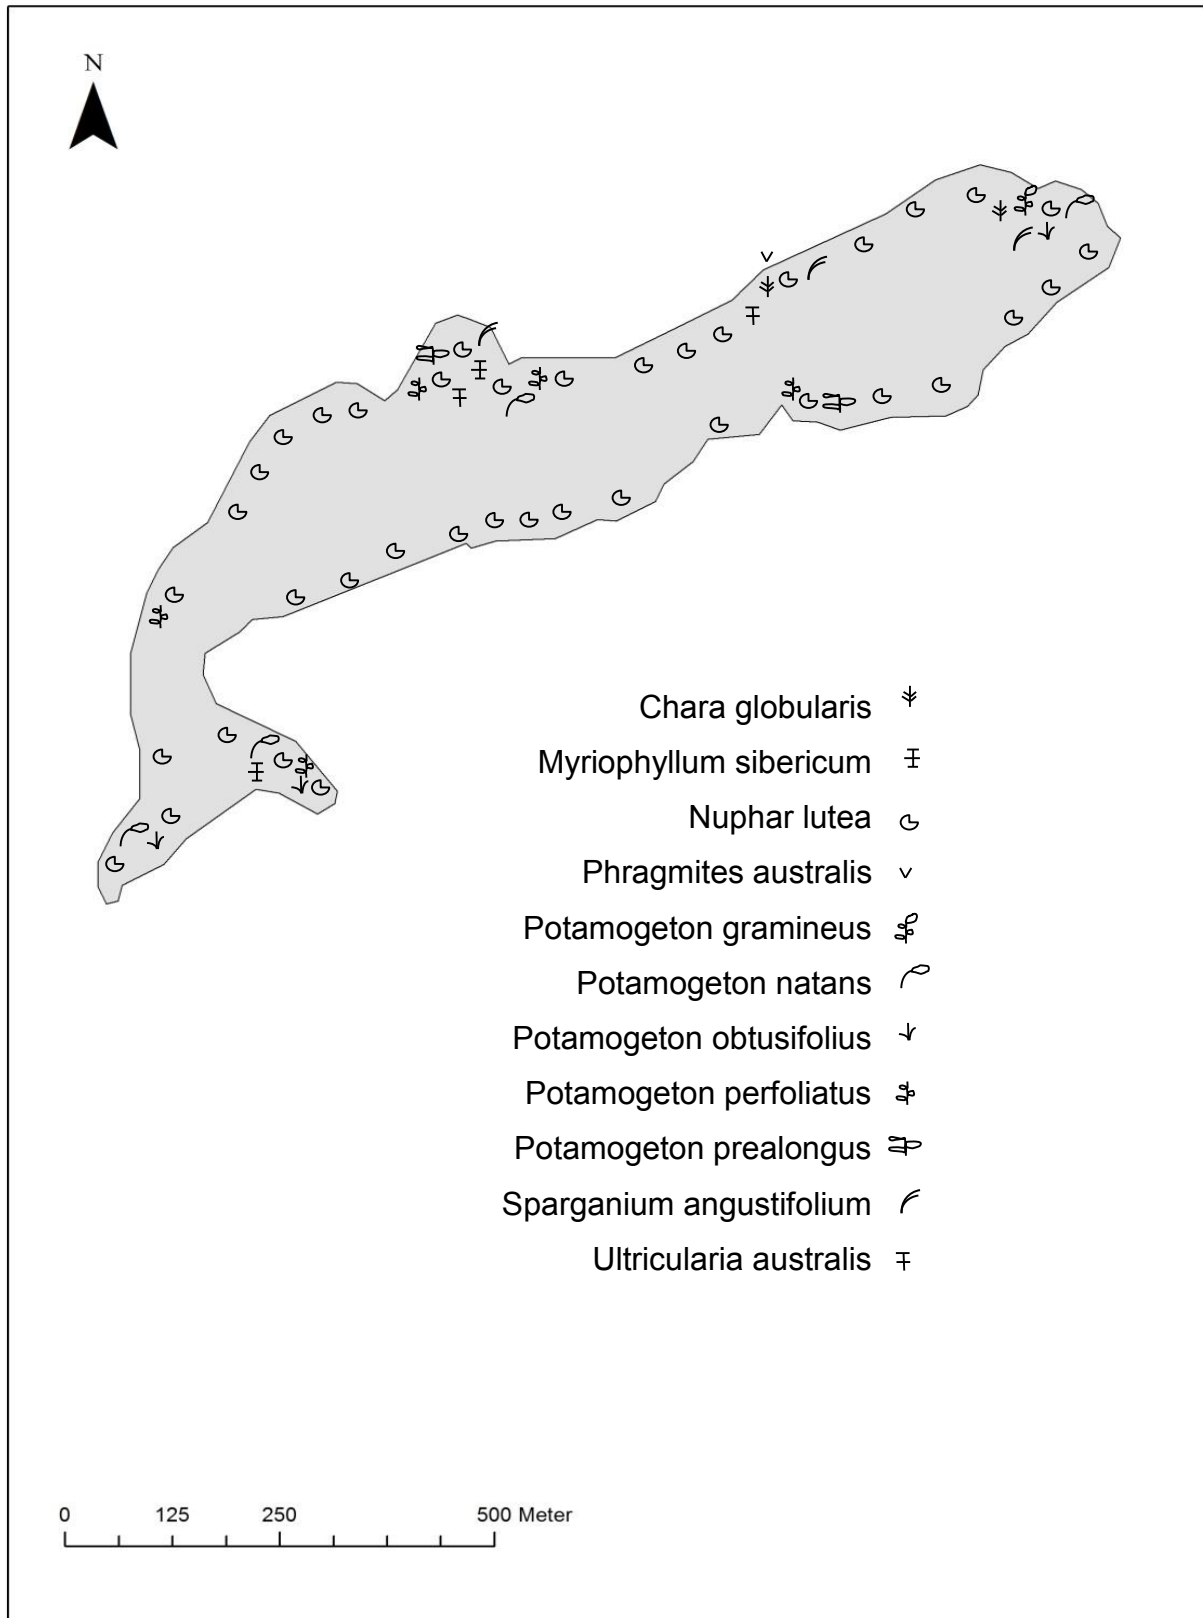 N
Chara globularis
Myriophyllum sibericum
Nuphar lutea
Phragmites australis
Potamogeton gramineus
Potamogeton natans
Potamogeton obtusifolius
Potamogeton perfoliatus
Potamogeton prealongus
Sparganium angustifolium
Ultricularia australis
0 125 250 500 Meter